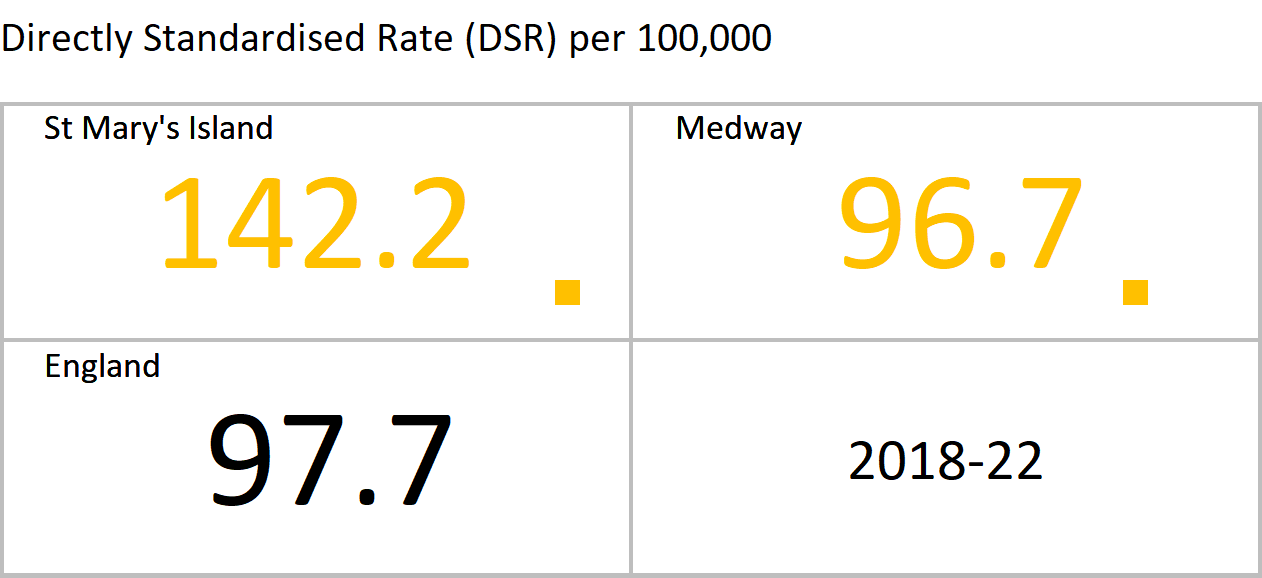 Directly Standardised Rate (DSR) per 100,000
St Mary's Island
142.2
Medway
96.7
England
97.7
2018-22